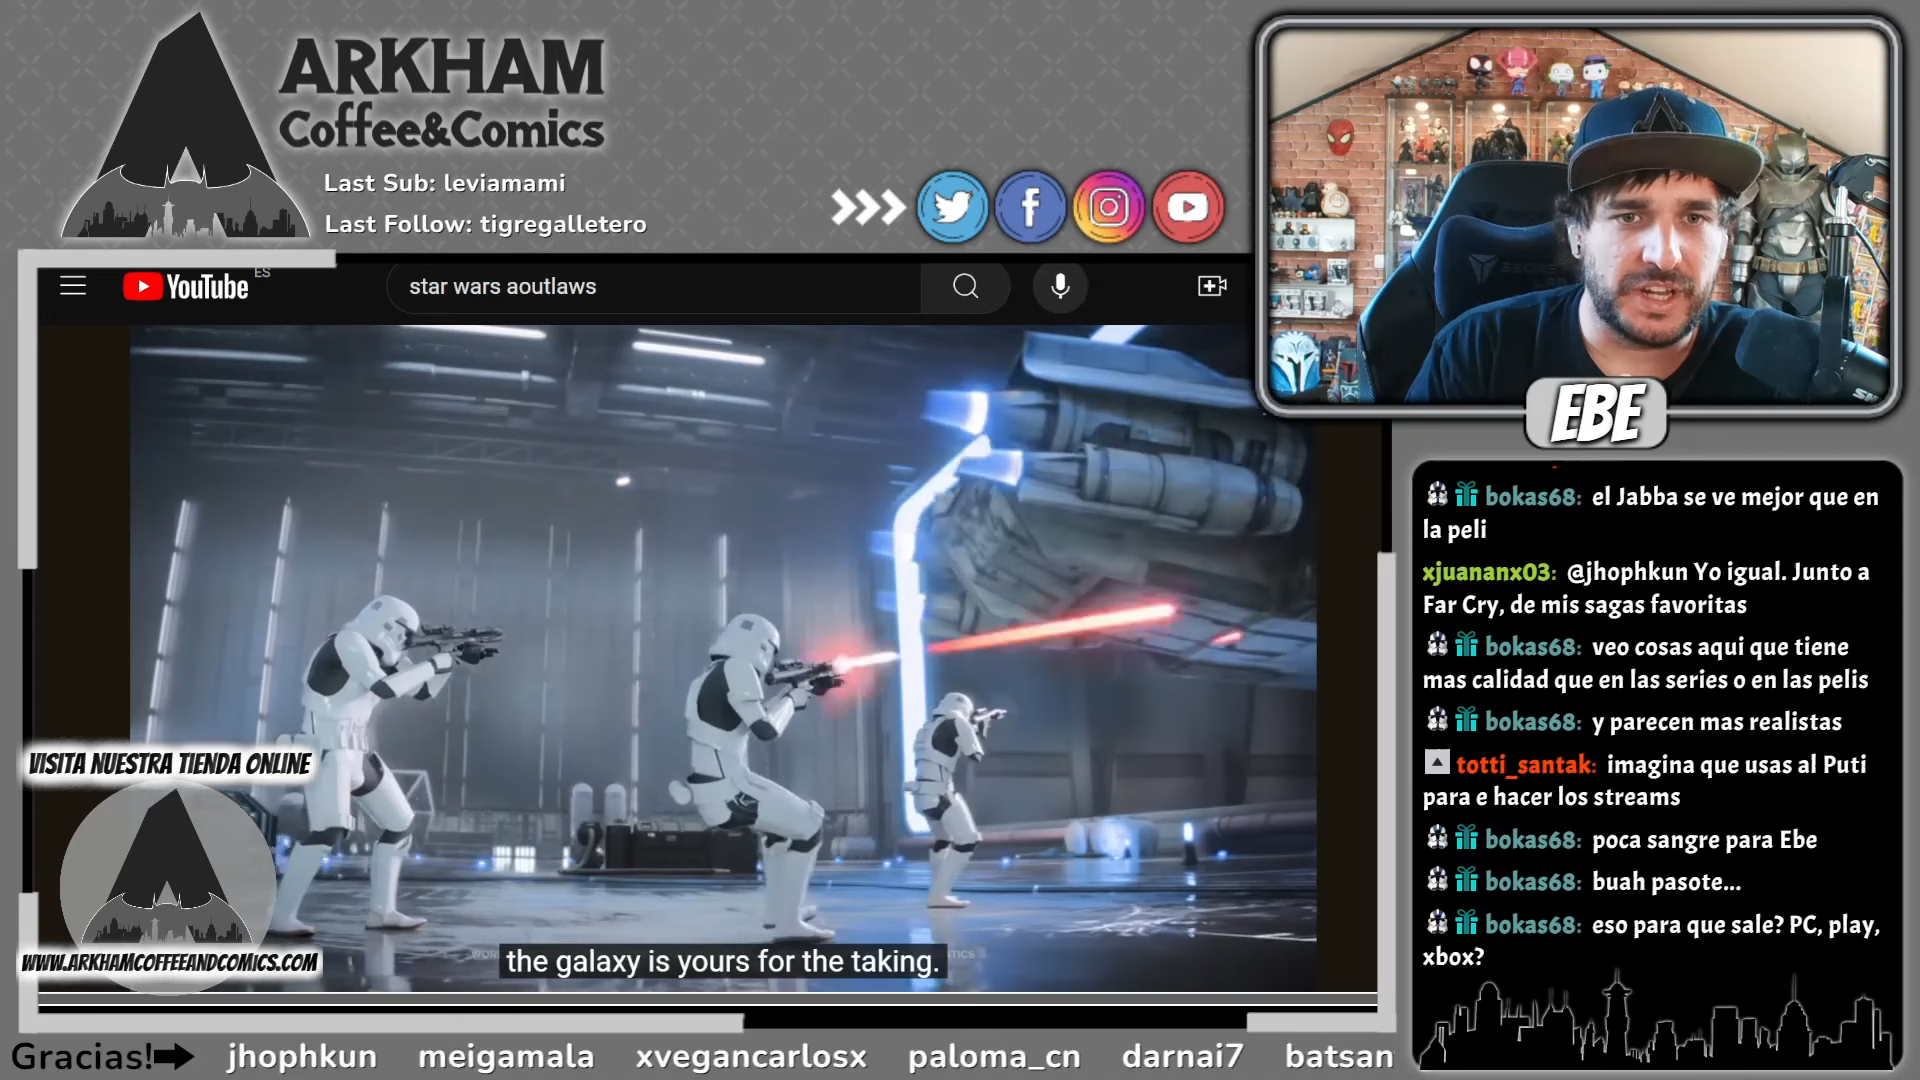 ARKHAM
Coffee&Comics
Last Sub: leviamami
Last Follow: tigregalletero
YouTube
ES
star wars aoutlaws
EBE
bokas68: el Jabba se ve mejor que en
la peli
xjuananx03: @jhophkun Yo igual. Junto a
Far Cry, de mis sagas favoritas
bokas68: veo cosas aqui que tiene
mas calidad que en las series o en las pelis
bokas68: y parecen mas realistas
totti_santak: imagina que usas al Puti
para e hacer los streams
bokas68: poca sangre para Ebe
bokas68: buah pasote...
bokas68: eso para que sale? PC, play,
xbox?
VISITA NUESTRA TIENDA ONLINE
WWW.ARKHAMCOFFEEANDCOMICS.COM
the galaxy is yours for the taking.
Gracias! jhophkun meigamala xvegancarlosx paloma_cn darnai7 batsan